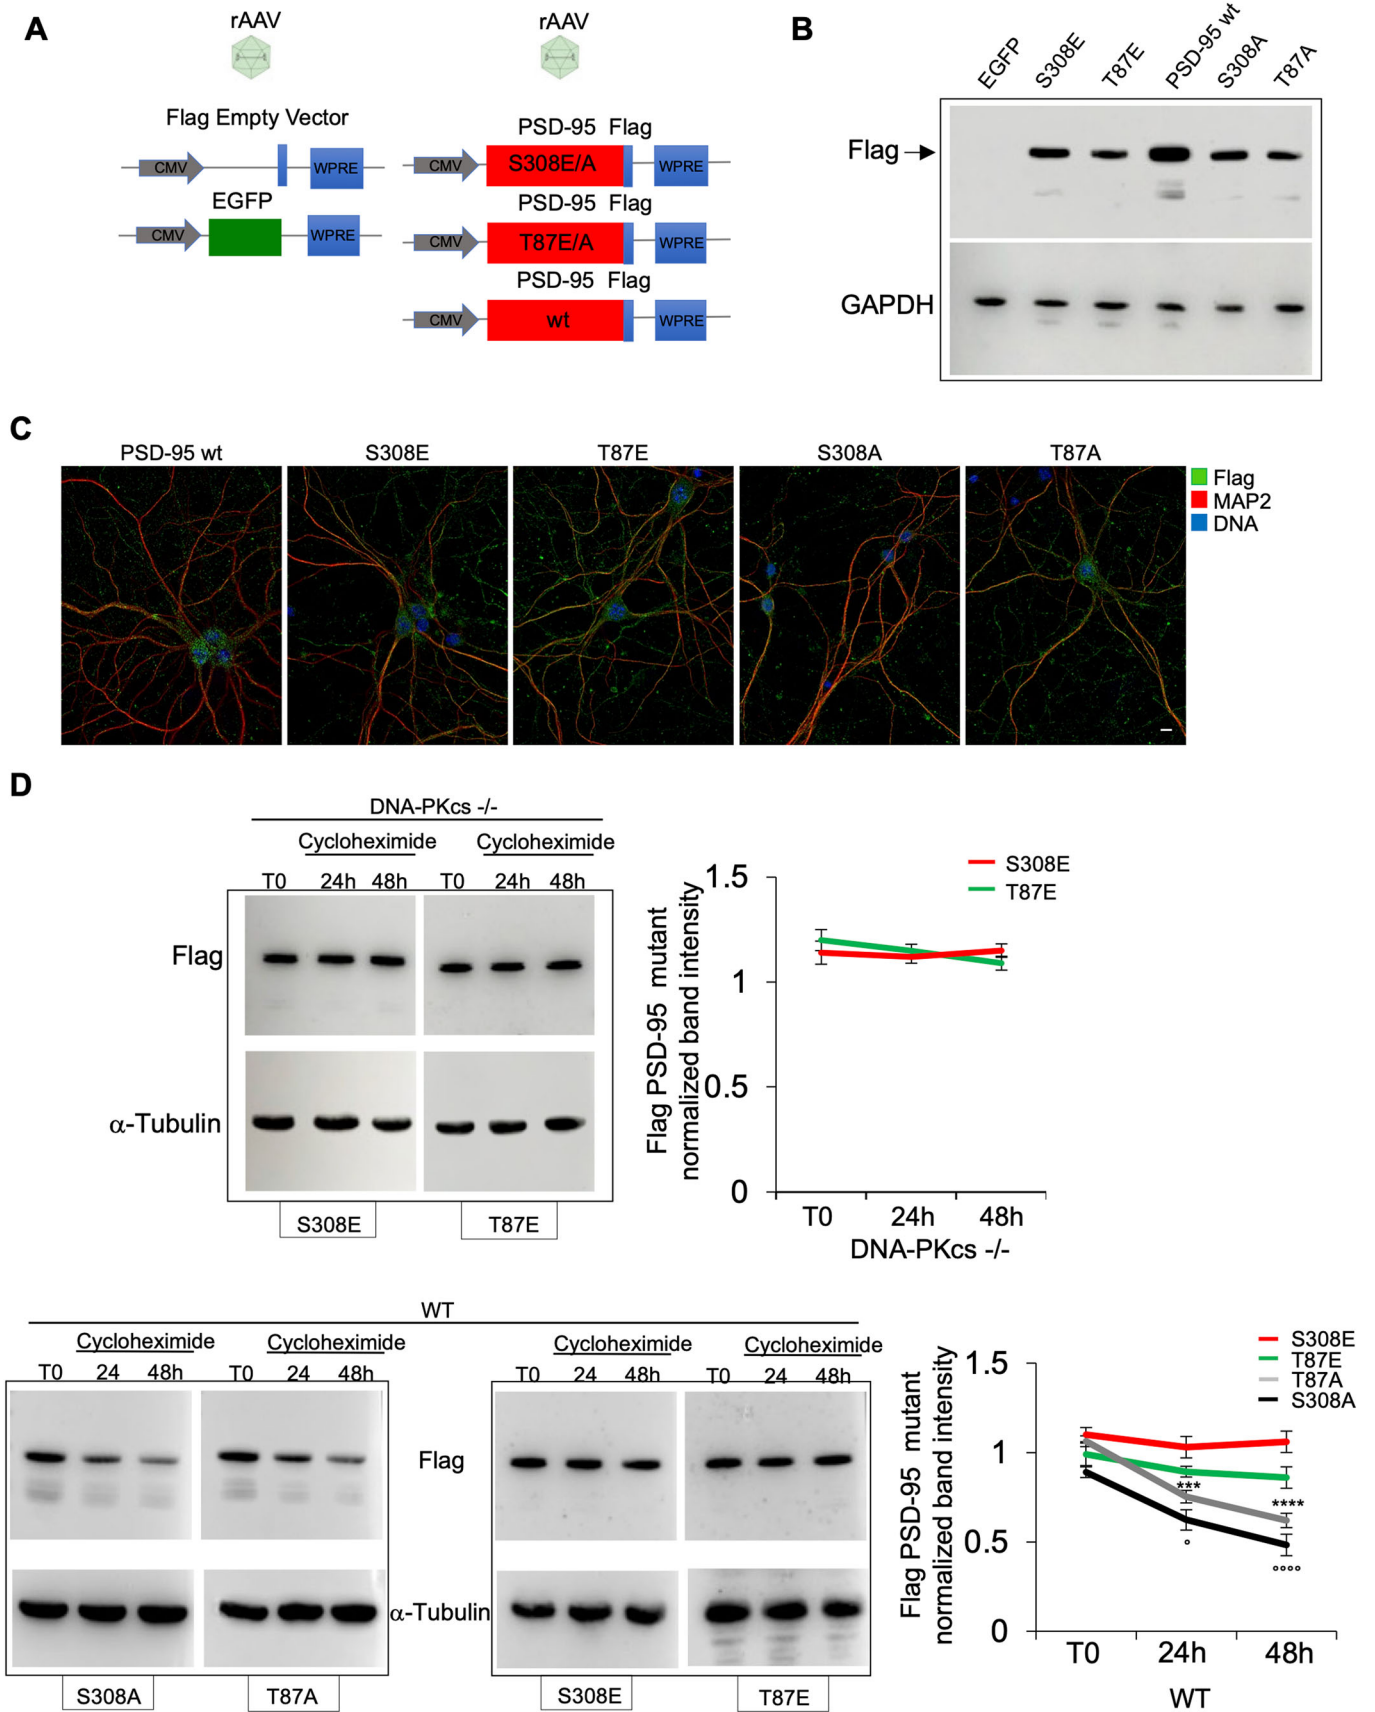 A
rAAV
rAAV
Flag Empty Vector
CMV
WPRE
EGFP
CMV
WPRE
PSD-95 Flag
CMV
S308E/A
WPRE
PSD-95 Flag
CMV
T87E/A
WPRE
PSD-95 Flag
CMV
wt
WPRE
B
EGFP
S308E
T87E
PSD-95 wt
S308A
T87A
Flag
GAPDH
C
PSD-95 wt
S308E
T87E
S308A
T87A
Flag
MAP2
DNA
D
DNA-PKcs -/-
Cycloheximide
Cycloheximide
T0 24h 48h
T0 24h 48h
Flag
α-Tubulin
S308E
T87E
Flag PSD-95 mutant
normalized band intensity
1.5
1
0.5
0
S308E
T87E
T0 24h 48h
DNA-PKcs -/-
WT
Cycloheximide
Cycloheximide
Cycloheximide
Cycloheximide
T0 24 48h
T0 24 48h
T0 24 48h
T0 24 48h
Flag
α-Tubulin
S308A
T87A
S308E
T87E
Flag PSD-95 mutant
normalized band intensity
1.5
1
0.5
0
S308E
T87E
T87A
S308A
***
****
°
°°°°
T0 24h 48h
WT